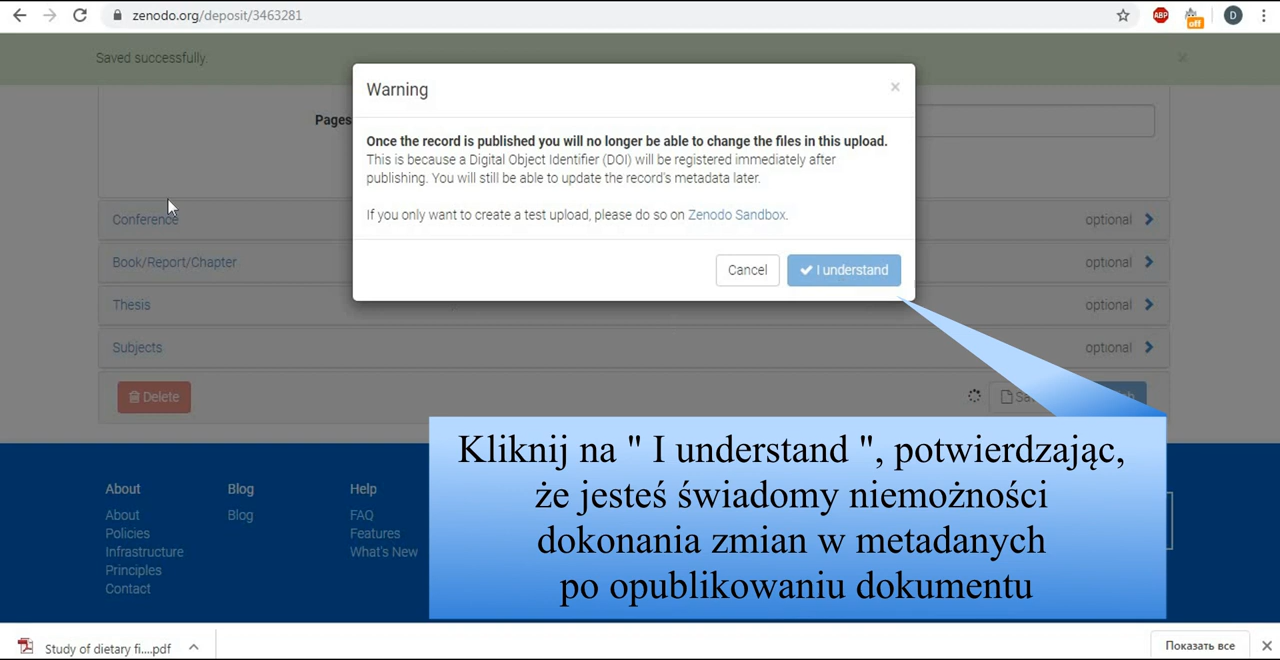 zenodo.org/deposit/3463281
ABP
off
D
Saved successfully.
×
Warning
×
Pages
Once the record is published you will no longer be able to change the files in this upload.
This is because a Digital Object Identifier (DOI) will be registered immediately after
publishing. You will still be able to update the record's metadata later.
If you only want to create a test upload, please do so on Zenodo Sandbox.
Cancel
I understand
Conference
optional
Book/Report/Chapter
optional
Thesis
optional
Subjects
optional
Delete
Kliknij na " I understand ", potwierdzając,
że jesteś świadomy niemożności
dokonania zmian w metadanych
po opublikowaniu dokumentu
About
About
Policies
Infrastructure
Principles
Contact
Blog
Blog
Help
FAQ
Features
What's New
Study of dietary fi....pdf
Показать все